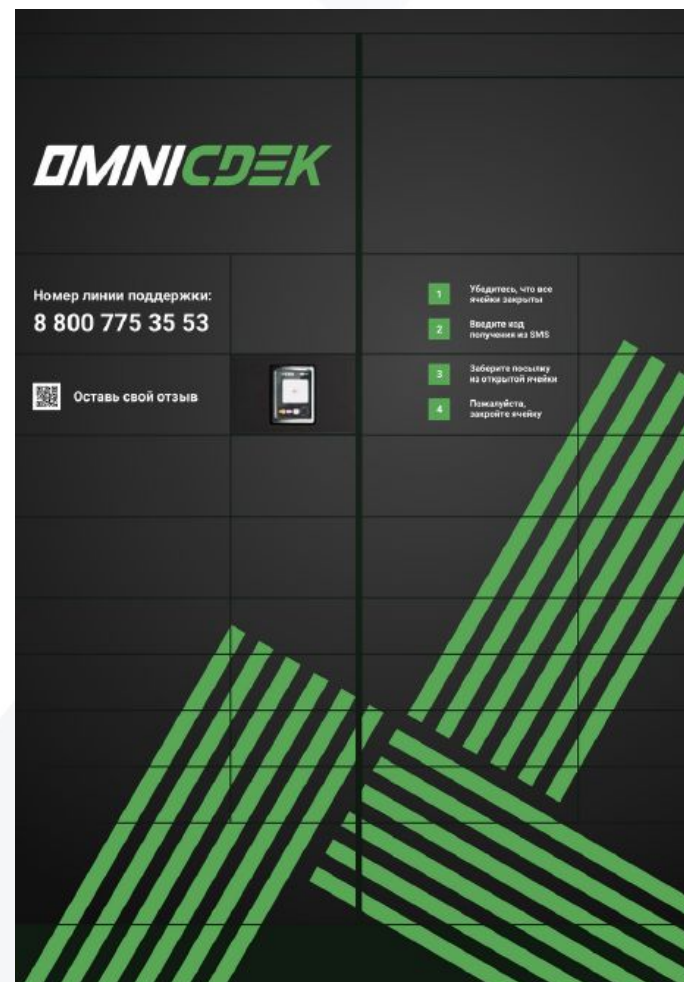 OMNICDEK
Номер линии поддержки:
8 800 775 35 53
Оставь свой отзыв
1
Убедитесь, что все
ячейки закрыты
2
Введите код
получения из SMS
3
Заберите посылку
из открытой ячейки
4
Пожалуйста,
закройте ячейку